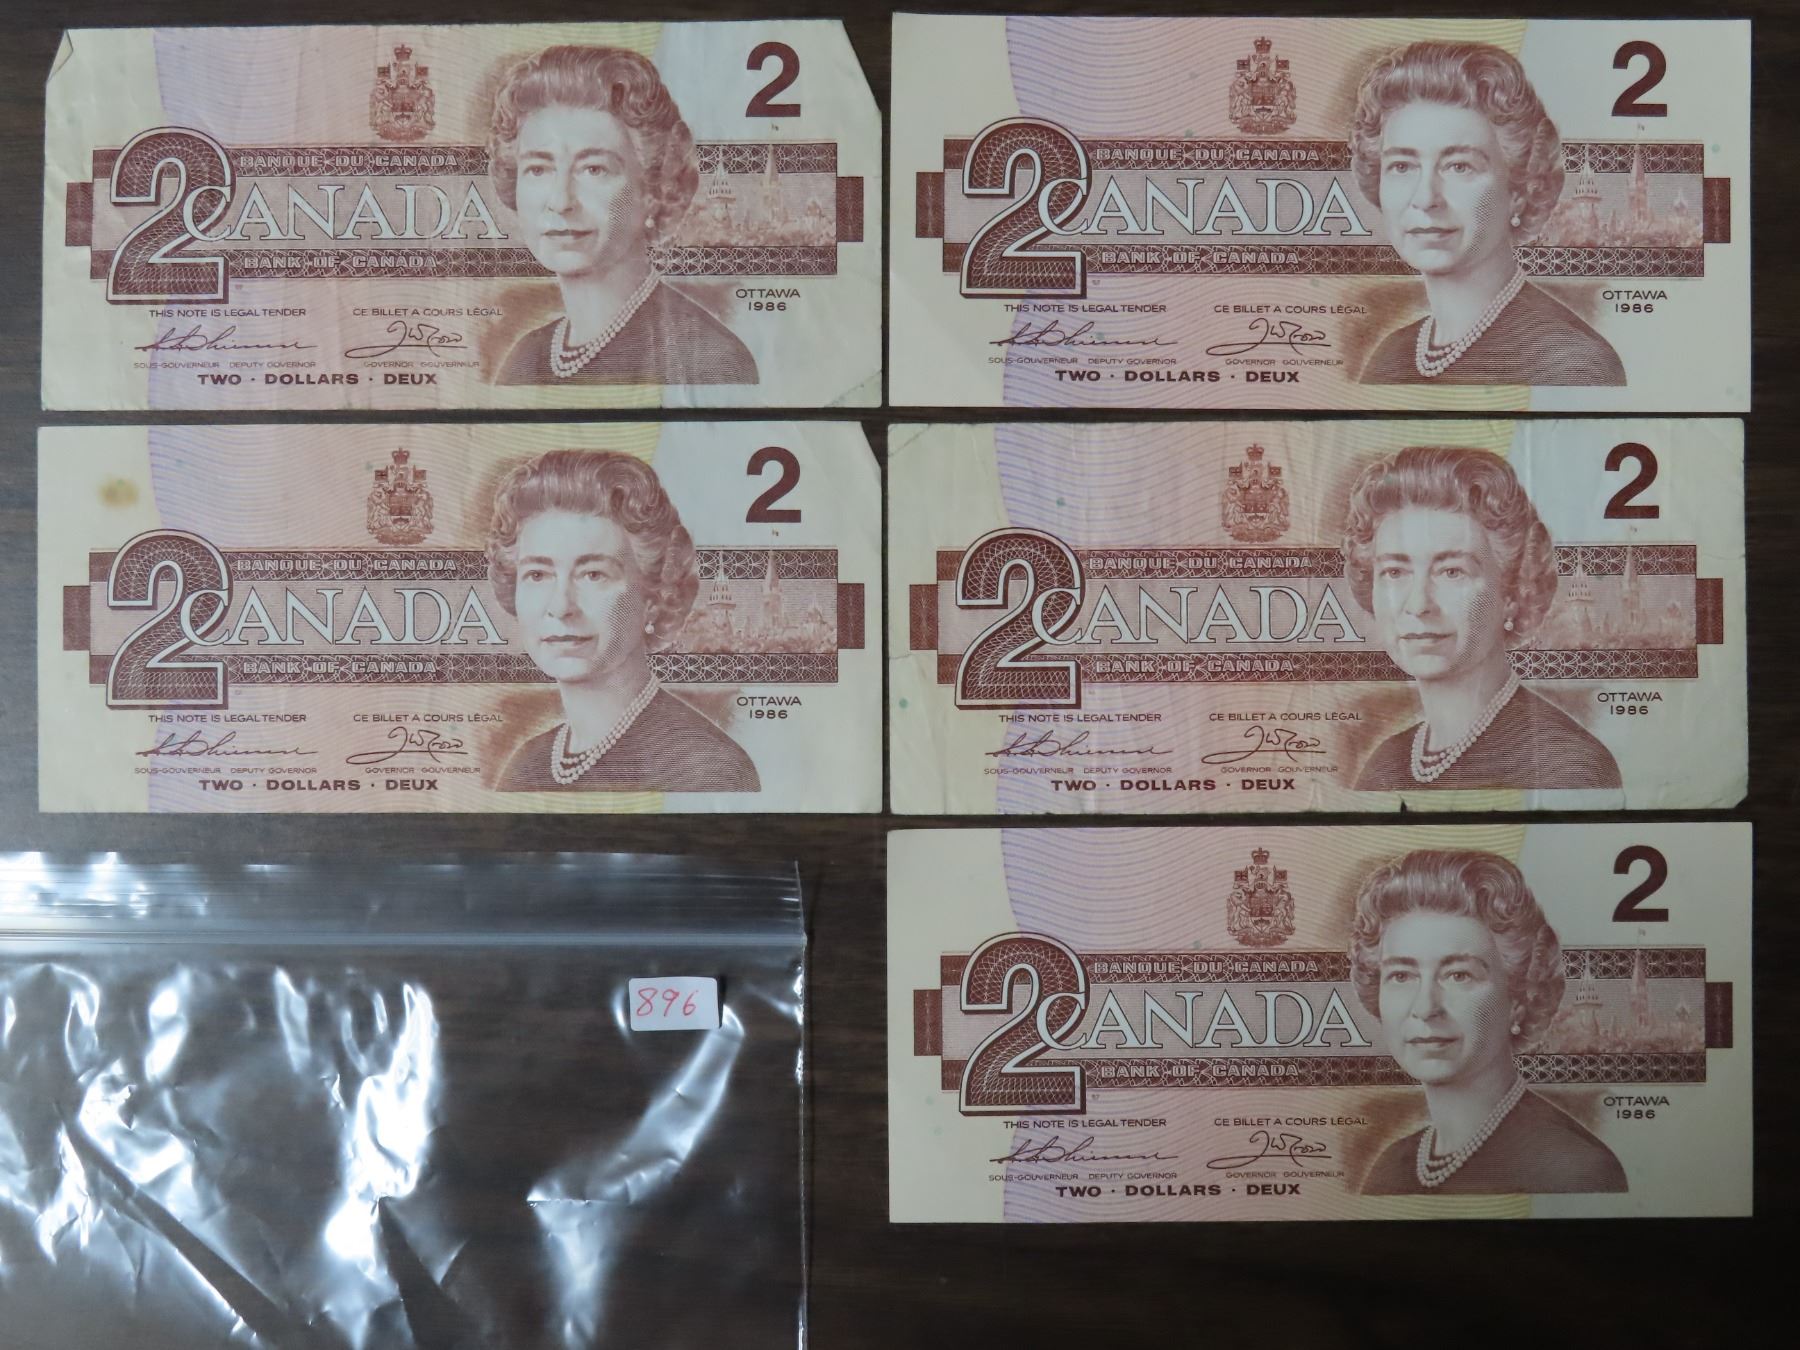 2
BANQUE DU CANADA
2 CANADA
BANK OF CANADA
OTTAWA
1986
THIS NOTE IS LEGAL TENDER CE BILLET A COURS LÉGAL
SOUS-GOUVERNEUR DEPUTY GOVERNOR GOVERNOR GOUVERNEUR
TWO · DOLLARS · DEUX
2
BANQUE DU CANADA
2 CANADA
BANK OF CANADA
OTTAWA
1986
THIS NOTE IS LEGAL TENDER CE BILLET A COURS LÉGAL
SOUS-GOUVERNEUR DEPUTY GOVERNOR GOVERNOR GOUVERNEUR
TWO · DOLLARS · DEUX
2
BANQUE DU CANADA
2 CANADA
BANK OF CANADA
OTTAWA
1986
THIS NOTE IS LEGAL TENDER CE BILLET A COURS LÉGAL
SOUS-GOUVERNEUR DEPUTY GOVERNOR GOVERNOR GOUVERNEUR
TWO · DOLLARS · DEUX
2
BANQUE DU CANADA
2 CANADA
BANK OF CANADA
OTTAWA
1986
THIS NOTE IS LEGAL TENDER CE BILLET A COURS LÉGAL
SOUS-GOUVERNEUR DEPUTY GOVERNOR GOVERNOR GOUVERNEUR
TWO · DOLLARS · DEUX
896
2
BANQUE DU CANADA
2 CANADA
BANK OF CANADA
OTTAWA
1986
THIS NOTE IS LEGAL TENDER CE BILLET A COURS LÉGAL
SOUS-GOUVERNEUR DEPUTY GOVERNOR GOVERNOR GOUVERNEUR
TWO · DOLLARS · DEUX